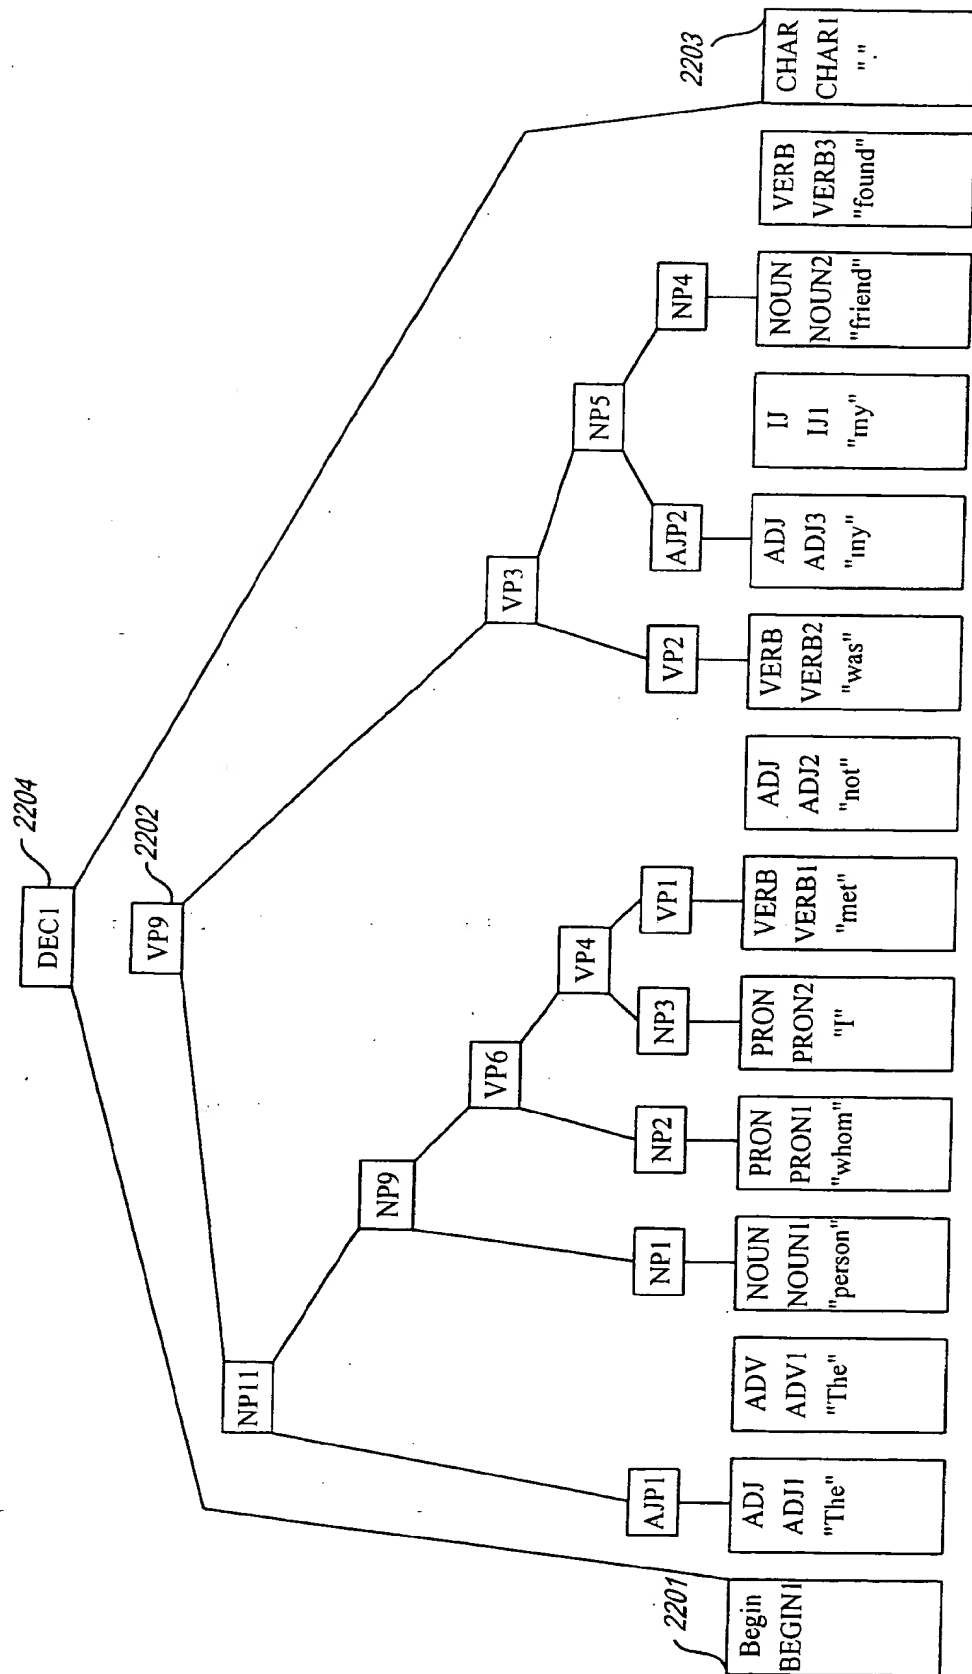 DEC1
2204
VP9
2202
NP11
NP9
VP6
VP3
VP4
NP5
AJP1
NP1
NP2
NP3
VP1
VP2
AJP2
NP4
2201
2203
Begin
BEGIN1
ADJ
ADJ1
"The"
ADV
ADV1
"The"
NOUN
NOUN1
"person"
PRON
PRON1
"whom"
PRON
PRON2
"I"
VERB
VERB1
"met"
ADJ
ADJ2
"not"
VERB
VERB2
"was"
ADJ
ADJ3
"my"
IJ
IJ1
"my"
NOUN
NOUN2
"friend"
VERB
VERB3
"found"
CHAR
CHAR1
"."